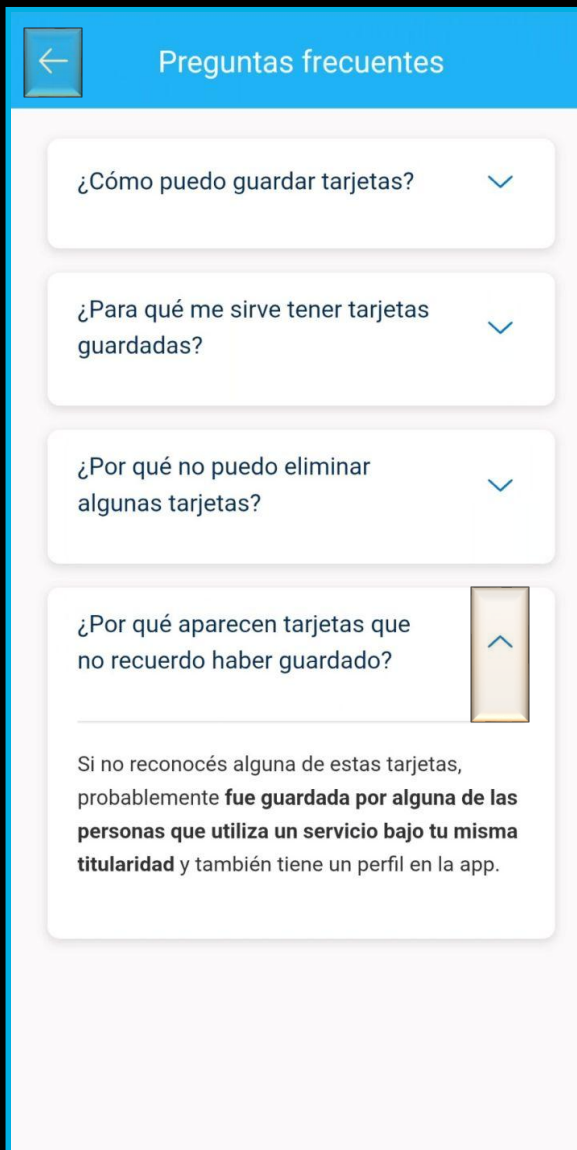 Preguntas frecuentes
¿Cómo puedo guardar tarjetas?
¿Para qué me sirve tener tarjetas
guardadas?
¿Por qué no puedo eliminar
algunas tarjetas?
¿Por qué aparecen tarjetas que
no recuerdo haber guardado?
Si no reconocés alguna de estas tarjetas,
probablemente fue guardada por alguna de las
personas que utiliza un servicio bajo tu misma
titularidad y también tiene un perfil en la app.